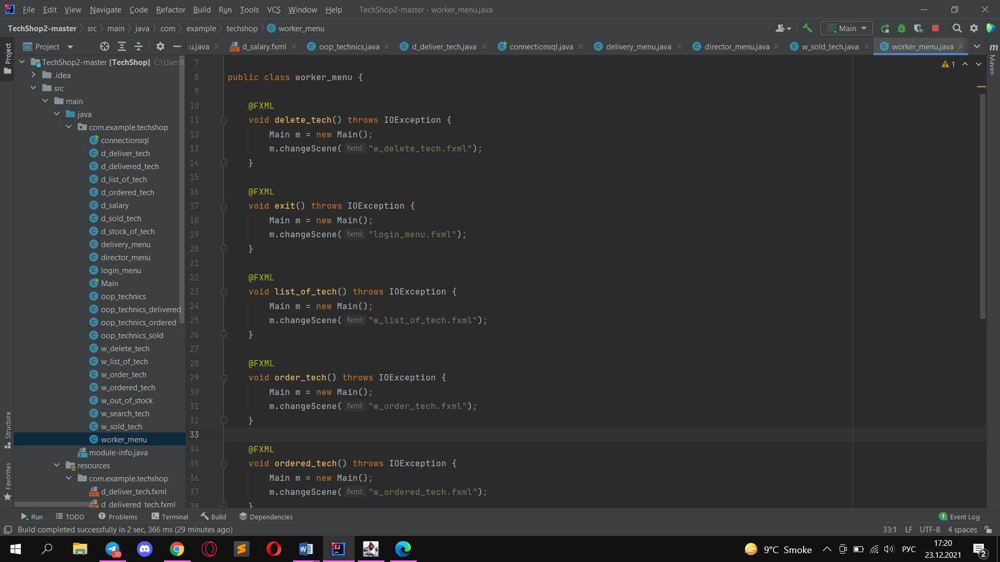 File Edit View Navigate Code Refactor Build Run Tools VCS Window Help TechShop2-master - worker_menu.java
TechShop2-master src main java com example techshop worker_menu Main
Project
Project
u.java d_salary.fxml oop_technics.java d_deliver_tech.java connectionsql.java delivery_menu.java director_menu.java w_sold_tech.java worker_menu.java
Maven
TechShop2-master [TechShop] C:\Users\
.idea
src
main
java
com.example.techshop
connectionsql
d_deliver_tech
d_delivered_tech
d_list_of_tech
d_ordered_tech
d_salary
d_sold_tech
d_stock_of_tech
delivery_menu
director_menu
login_menu
Main
oop_technics
oop_technics_delivered
oop_technics_ordered
oop_technics_sold
w_delete_tech
w_list_of_tech
w_order_tech
w_ordered_tech
w_out_of_stock
w_search_tech
w_sold_tech
worker_menu
module-info.java
resources
com.example.techshop
d_deliver_tech.fxml
d_delivered_tech.fxml
Structure
Favorites
1
7
8 public class worker_menu {
9
10 @FXML
11 void delete_tech() throws IOException {
12 Main m = new Main();
13 m.changeScene( fxml: "w_delete_tech.fxml");
14 }
15
16 @FXML
17 void exit() throws IOException {
18 Main m = new Main();
19 m.changeScene( fxml: "login_menu.fxml");
20 }
21
22 @FXML
23 void list_of_tech() throws IOException {
24 Main m = new Main();
25 m.changeScene( fxml: "w_list_of_tech.fxml");
26 }
27
28 @FXML
29 void order_tech() throws IOException {
30 Main m = new Main();
31 m.changeScene( fxml: "w_order_tech.fxml");
32 }
33
34 @FXML
35 void ordered_tech() throws IOException {
36 Main m = new Main();
37 m.changeScene( fxml: "w_ordered_tech.fxml");
38 }
Run TODO Problems Terminal Build Dependencies 1 Event Log
Build completed successfully in 2 sec, 366 ms (29 minutes ago) 33:1 LF UTF-8 4 spaces
9°C Smoke РУС 17:20
23.12.2021
2